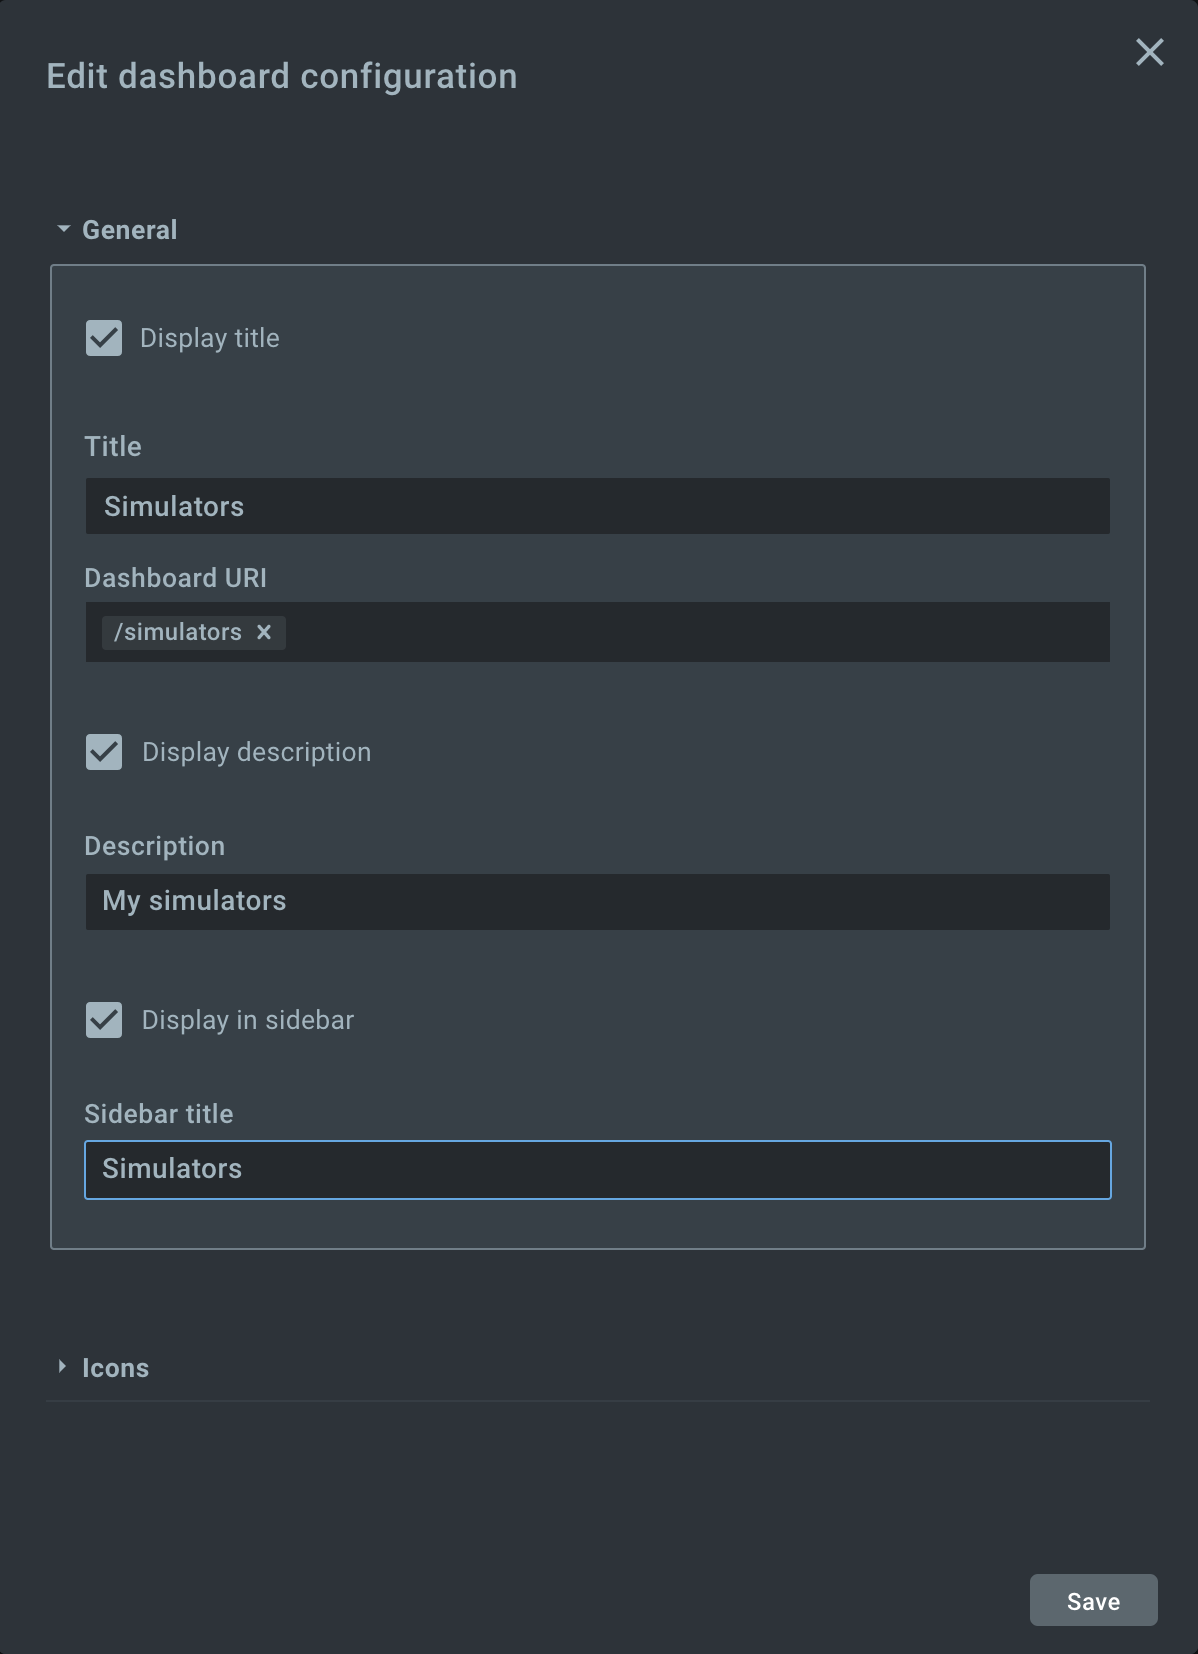 Edit dashboard configuration
General
Display title
Title
Simulators
Dashboard URI
/simulators
Display description
Description
My simulators
Display in sidebar
Sidebar title
Simulators
Icons
Save